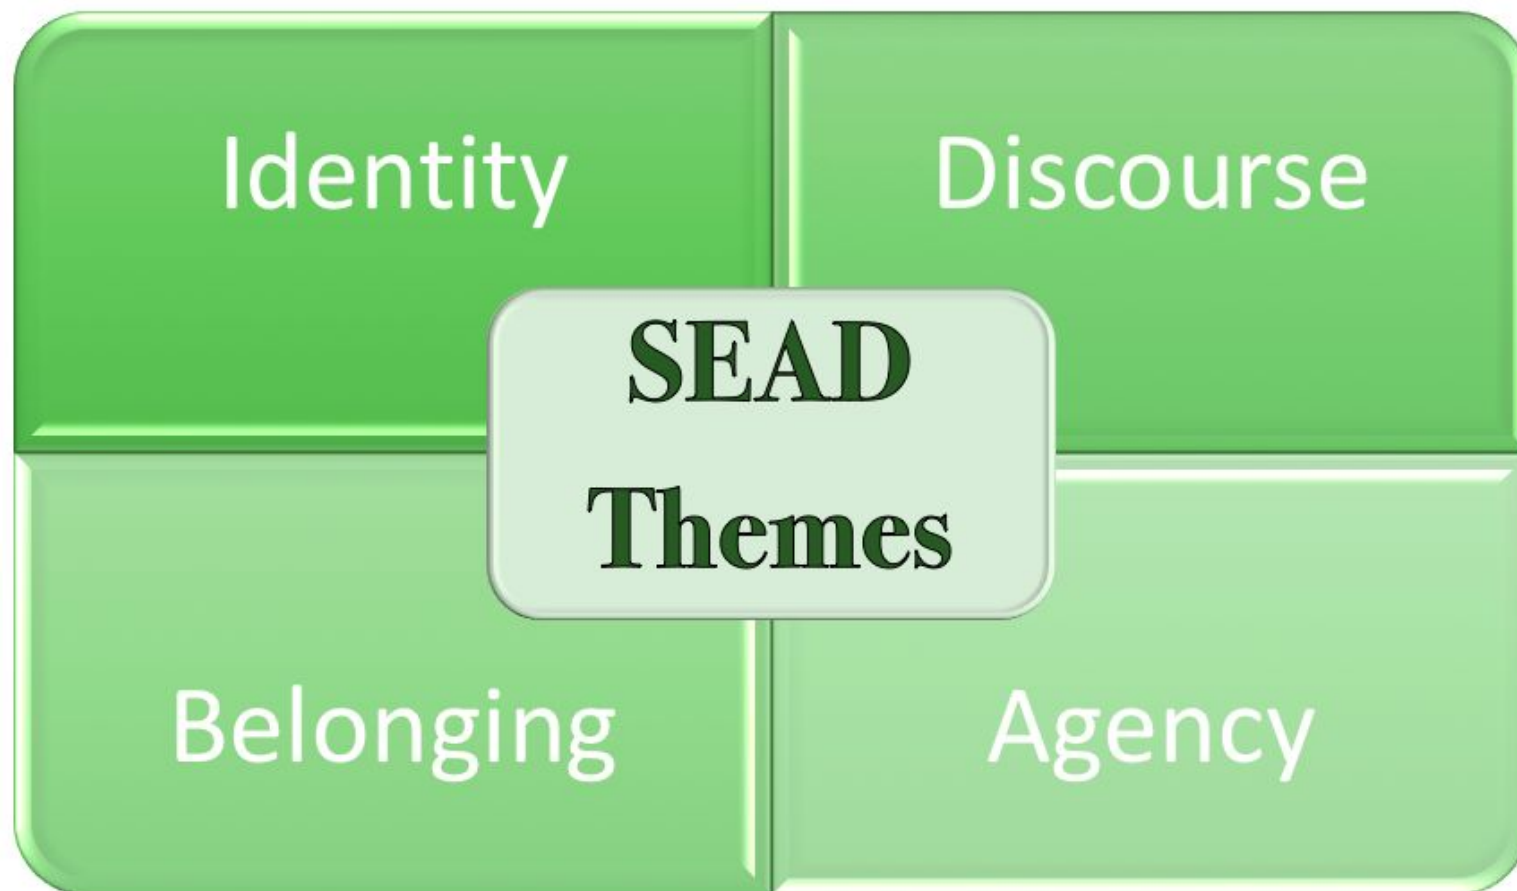 Identity
Discourse
SEAD
Themes
Belonging
Agency